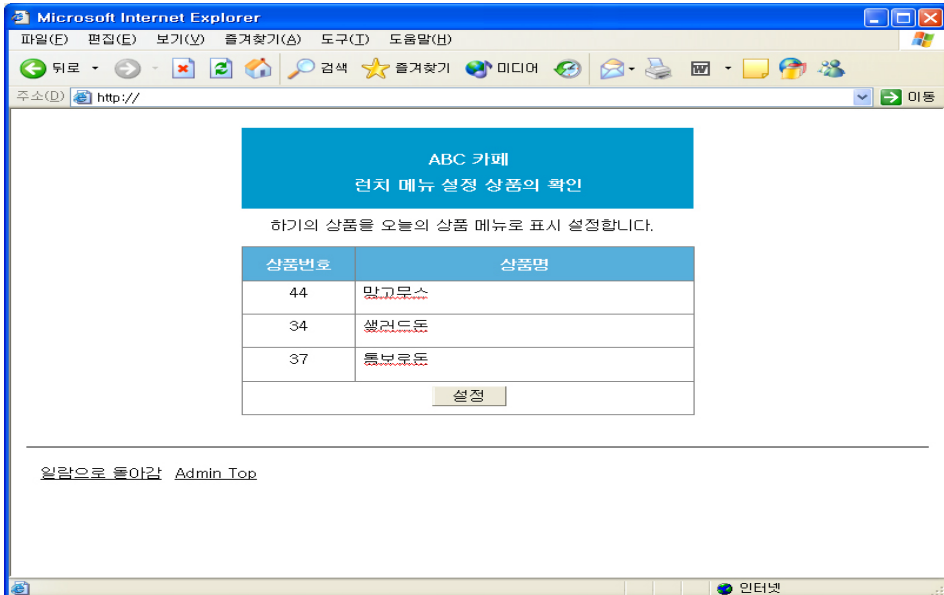 Microsoft Internet Explorer
파일(F) 편집(E) 보기(V) 즐겨찾기(A) 도구(T) 도움말(H)
뒤로 검색 즐겨찾기 미디어
주소(D) http:// 이동
ABC 카페
런치 메뉴 설정 상품의 확인
하기의 상품을 오늘의 상품 메뉴로 표시 설정합니다.
상품번호 상품명
44 망고무스
34 샐러드돈
37 통보로돈
설정
일람으로 돌아감 Admin Top
인터넷